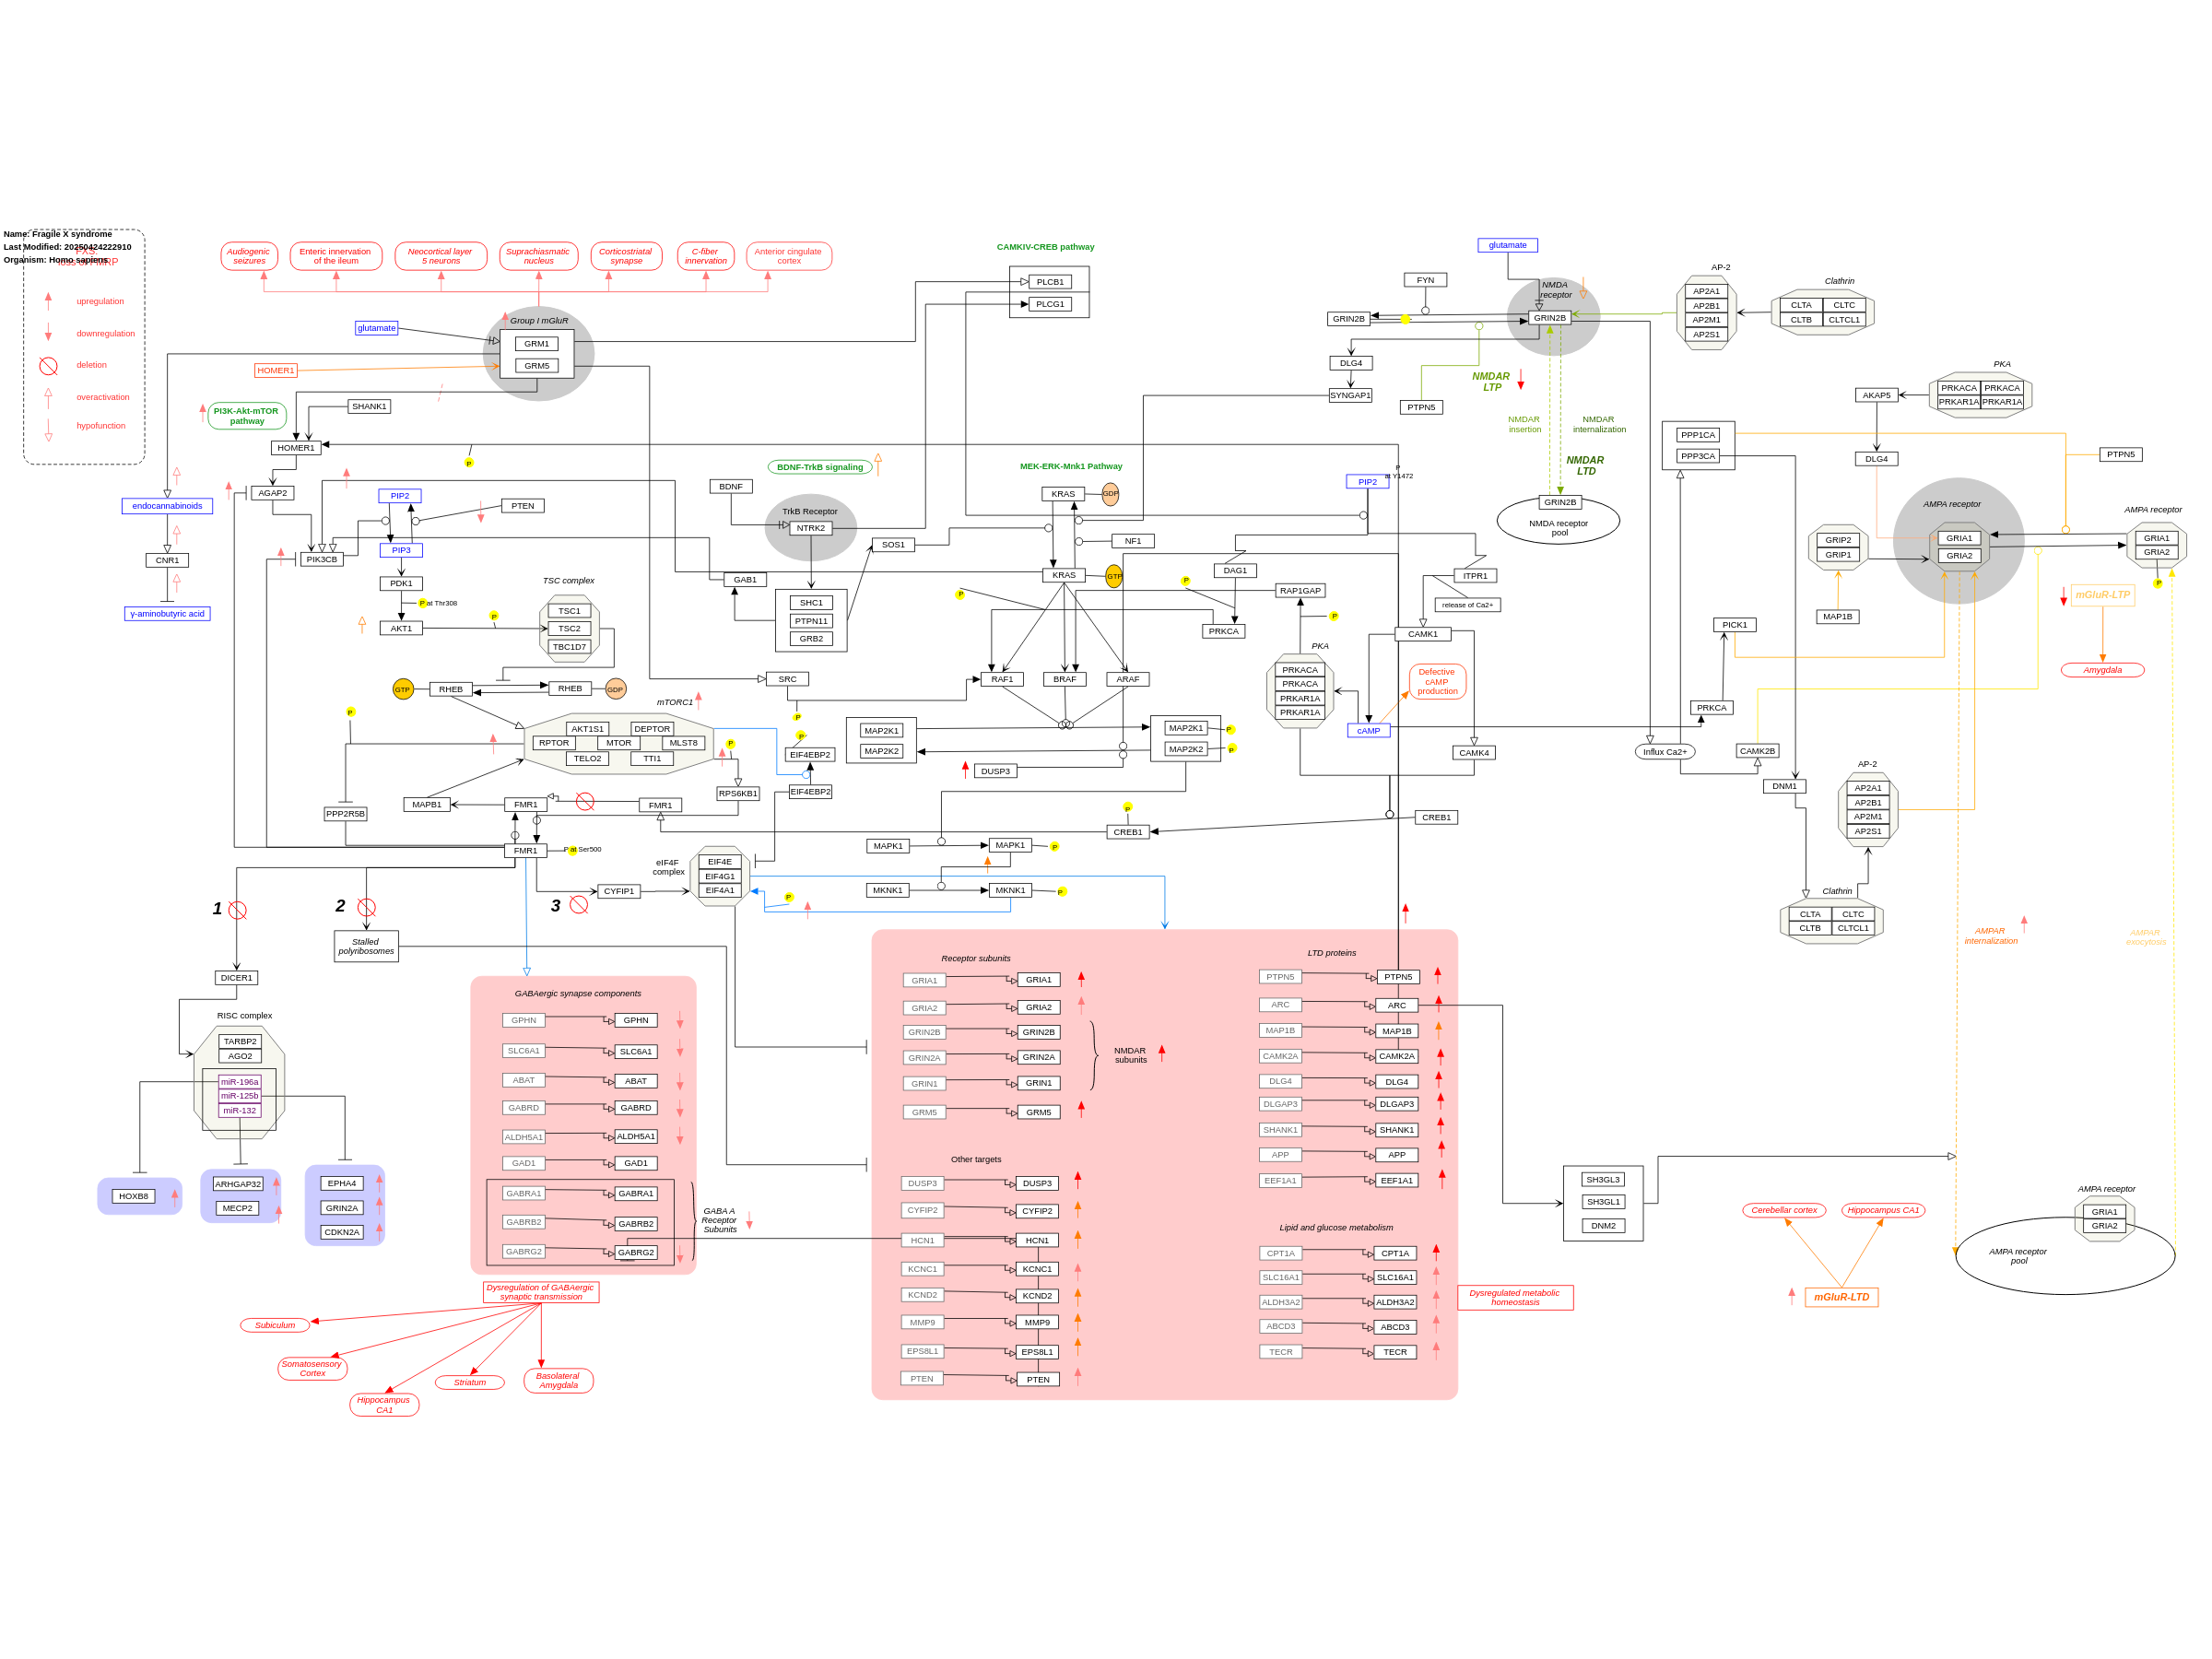 Name: Fragile X syndrome
Last Modified: 20250424222910
Organism: Homo sapiens
FXS:
upregulation
downregulation
deletion
overactivation
hypofunction
Audiogenic
seizures
Enteric innervation
of the ileum
Neocortical layer
5 neurons
Suprachiasmatic
nucleus
Corticostriatal
synapse
C-fiber
innervation
Anterior cingulate
cortex
CAMKIV-CREB pathway
PLCB1
PLCG1
glutamate
Group I mGluR
GRM1
GRM5
HOMER1
PI3K-Akt-mTOR
pathway
SHANK1
HOMER1
P
AGAP2
endocannabinoids
CNR1
γ-aminobutyric acid
PIP2
PTEN
PIK3CB
PIP3
PDK1
P at Thr308
AKT1
P
TSC complex
TSC1
TSC2
TBC1D7
GTP
RHEB
RHEB
GDP
mTORC1
AKT1S1
DEPTOR
RPTOR
MTOR
MLST8
TELO2
TTI1
P
P
MAPB1
PPP2R5B
FMR1
FMR1
RPS6KB1
FMR1
P at Ser500
BDNF-TrkB signaling
BDNF
TrkB Receptor
NTRK2
SOS1
GAB1
SHC1
PTPN11
GRB2
SRC
P
P
EIF4EBP2
EIF4EBP2
eIF4F
complex
EIF4E
EIF4G1
EIF4A1
P
CYFIP1
MEK-ERK-Mnk1 Pathway
KRAS
GDP
NF1
KRAS
GTP
P
P
DAG1
PRKCA
RAF1
BRAF
ARAF
MAP2K1
MAP2K2
MAP2K1
MAP2K2
P
P
DUSP3
MAPK1
MAPK1
P
MKNK1
MKNK1
P
CREB1
P
CREB1
RAP1GAP
P
PKA
PRKACA
PRKACA
PRKAR1A
PRKAR1A
PIP2
P
at Y1472
ITPR1
release of Ca2+
CAMK1
Defective
cAMP
production
cAMP
CAMK4
glutamate
FYN
NMDA
receptor
GRIN2B
GRIN2B
DLG4
SYNGAP1
PTPN5
NMDAR
LTP
NMDAR
insertion
NMDAR
internalization
NMDAR
LTD
GRIN2B
NMDA receptor
pool
AP-2
AP2A1
AP2B1
AP2M1
AP2S1
Clathrin
CLTA
CLTC
CLTB
CLTCL1
PKA
PRKACA
PRKACA
PRKAR1A
PRKAR1A
AKAP5
DLG4
PPP1CA
PPP3CA
PTPN5
AMPA receptor
GRIA1
GRIA2
AMPA receptor
GRIA1
GRIA2
P
GRIP2
GRIP1
MAP1B
PICK1
PRKCA
mGluR-LTP
Amygdala
Influx Ca2+
CAMK2B
DNM1
AP-2
AP2A1
AP2B1
AP2M1
AP2S1
Clathrin
CLTA
CLTC
CLTB
CLTCL1
AMPAR
internalization
AMPAR
exocytosis
1
2
3
Stalled
polyribosomes
DICER1
RISC complex
TARBP2
AGO2
miR-196a
miR-125b
miR-132
HOXB8
ARHGAP32
MECP2
EPHA4
GRIN2A
CDKN2A
GABAergic synapse components
GPHN
GPHN
SLC6A1
SLC6A1
ABAT
ABAT
GABRD
GABRD
ALDH5A1
ALDH5A1
GAD1
GAD1
GABRA1
GABRA1
GABRB2
GABRB2
GABRG2
GABRG2
GABA A
Receptor
Subunits
Dysregulation of GABAergic
synaptic transmission
Subiculum
Somatosensory
Cortex
Hippocampus
CA1
Striatum
Basolateral
Amygdala
Receptor subunits
GRIA1
GRIA1
GRIA2
GRIA2
GRIN2B
GRIN2B
GRIN2A
GRIN2A
GRIN1
GRIN1
GRM5
GRM5
NMDAR
subunits
Other targets
DUSP3
DUSP3
CYFIP2
CYFIP2
HCN1
HCN1
KCNC1
KCNC1
KCND2
KCND2
MMP9
MMP9
EPS8L1
EPS8L1
PTEN
PTEN
LTD proteins
PTPN5
PTPN5
ARC
ARC
MAP1B
MAP1B
CAMK2A
CAMK2A
DLG4
DLG4
DLGAP3
DLGAP3
SHANK1
SHANK1
APP
APP
EEF1A1
EEF1A1
Lipid and glucose metabolism
CPT1A
CPT1A
SLC16A1
SLC16A1
ALDH3A2
ALDH3A2
ABCD3
ABCD3
TECR
TECR
Dysregulated metabolic
homeostasis
SH3GL3
SH3GL1
DNM2
Cerebellar cortex
Hippocampus CA1
mGluR-LTD
AMPA receptor
GRIA1
GRIA2
AMPA receptor
pool